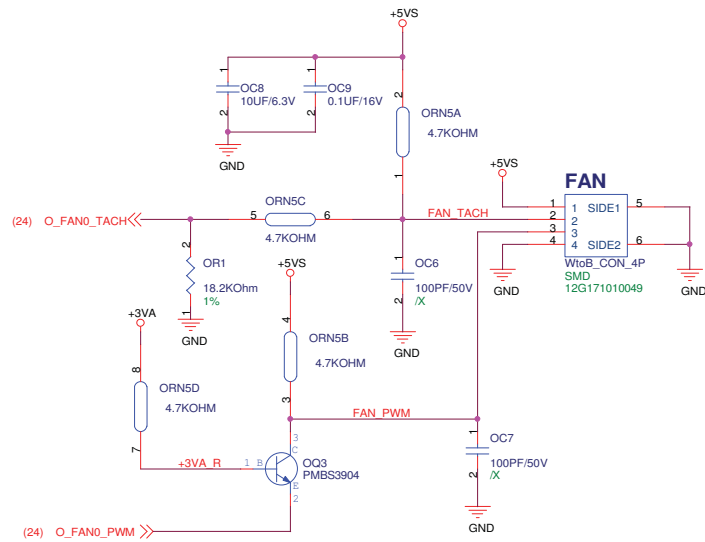 +5VS
1
2
OC8
10UF/6.3V
1
2
OC9
0.1UF/16V
GND
2
ORN5A
4.7KOHM
1
+5VS
FAN
1
2
3
4
1
2
3
4
SIDE1
SIDE2
5
6
WtoB_CON_4P
SMD
12G171010049
GND
GND
(24) O_FAN0_TACH
5
ORN5C
6
4.7KOHM
FAN_TACH
2
OR1
18.2KOhm
1%
1
GND
OC6
100PF/50V
/X
1
2
GND
+5VS
4
ORN5B
4.7KOHM
3
+3VA
8
ORN5D
4.7KOHM
7
+3VA_R
1
B
3
C
E
2
OQ3
PMBS3904
FAN_PWM
1
OC7
100PF/50V
/X
2
GND
(24) O_FAN0_PWM